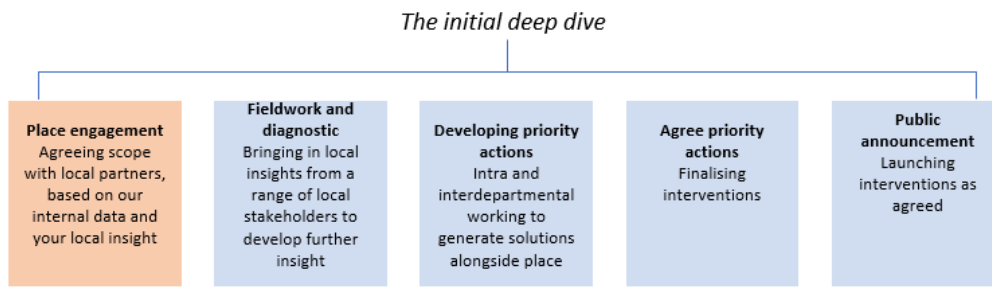 The initial deep dive
Place engagement
Agreeing scope
with local partners,
based on our
internal data and
your local insight
Fieldwork and
diagnostic
Bringing in local
insights from a
range of local
stakeholders to
develop further
insight
Developing priority
actions
Intra and
interdepartmental
working to
generate solutions
alongside place
Agree priority
actions
Finalising
interventions
Public
announcement
Launching
interventions as
agreed